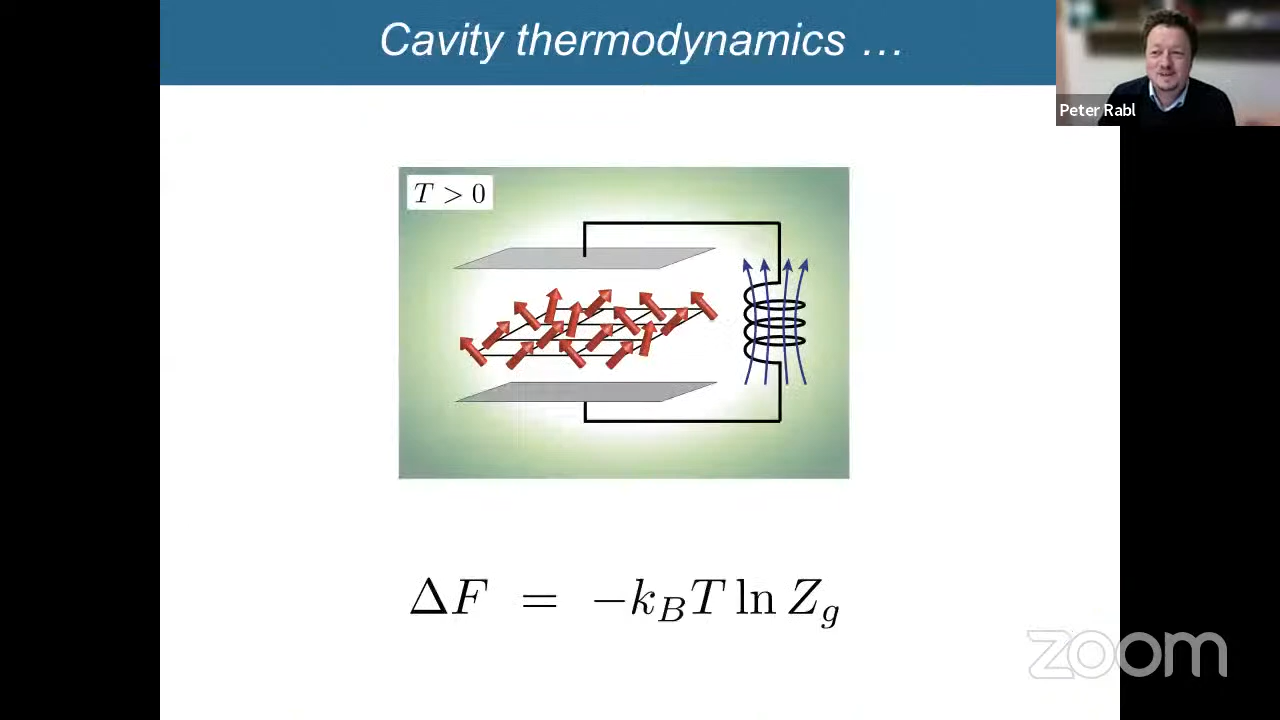 Cavity thermodynamics ...
Peter Rabl
T > 0
ΔF = −k_B T ln Z_g
zoom